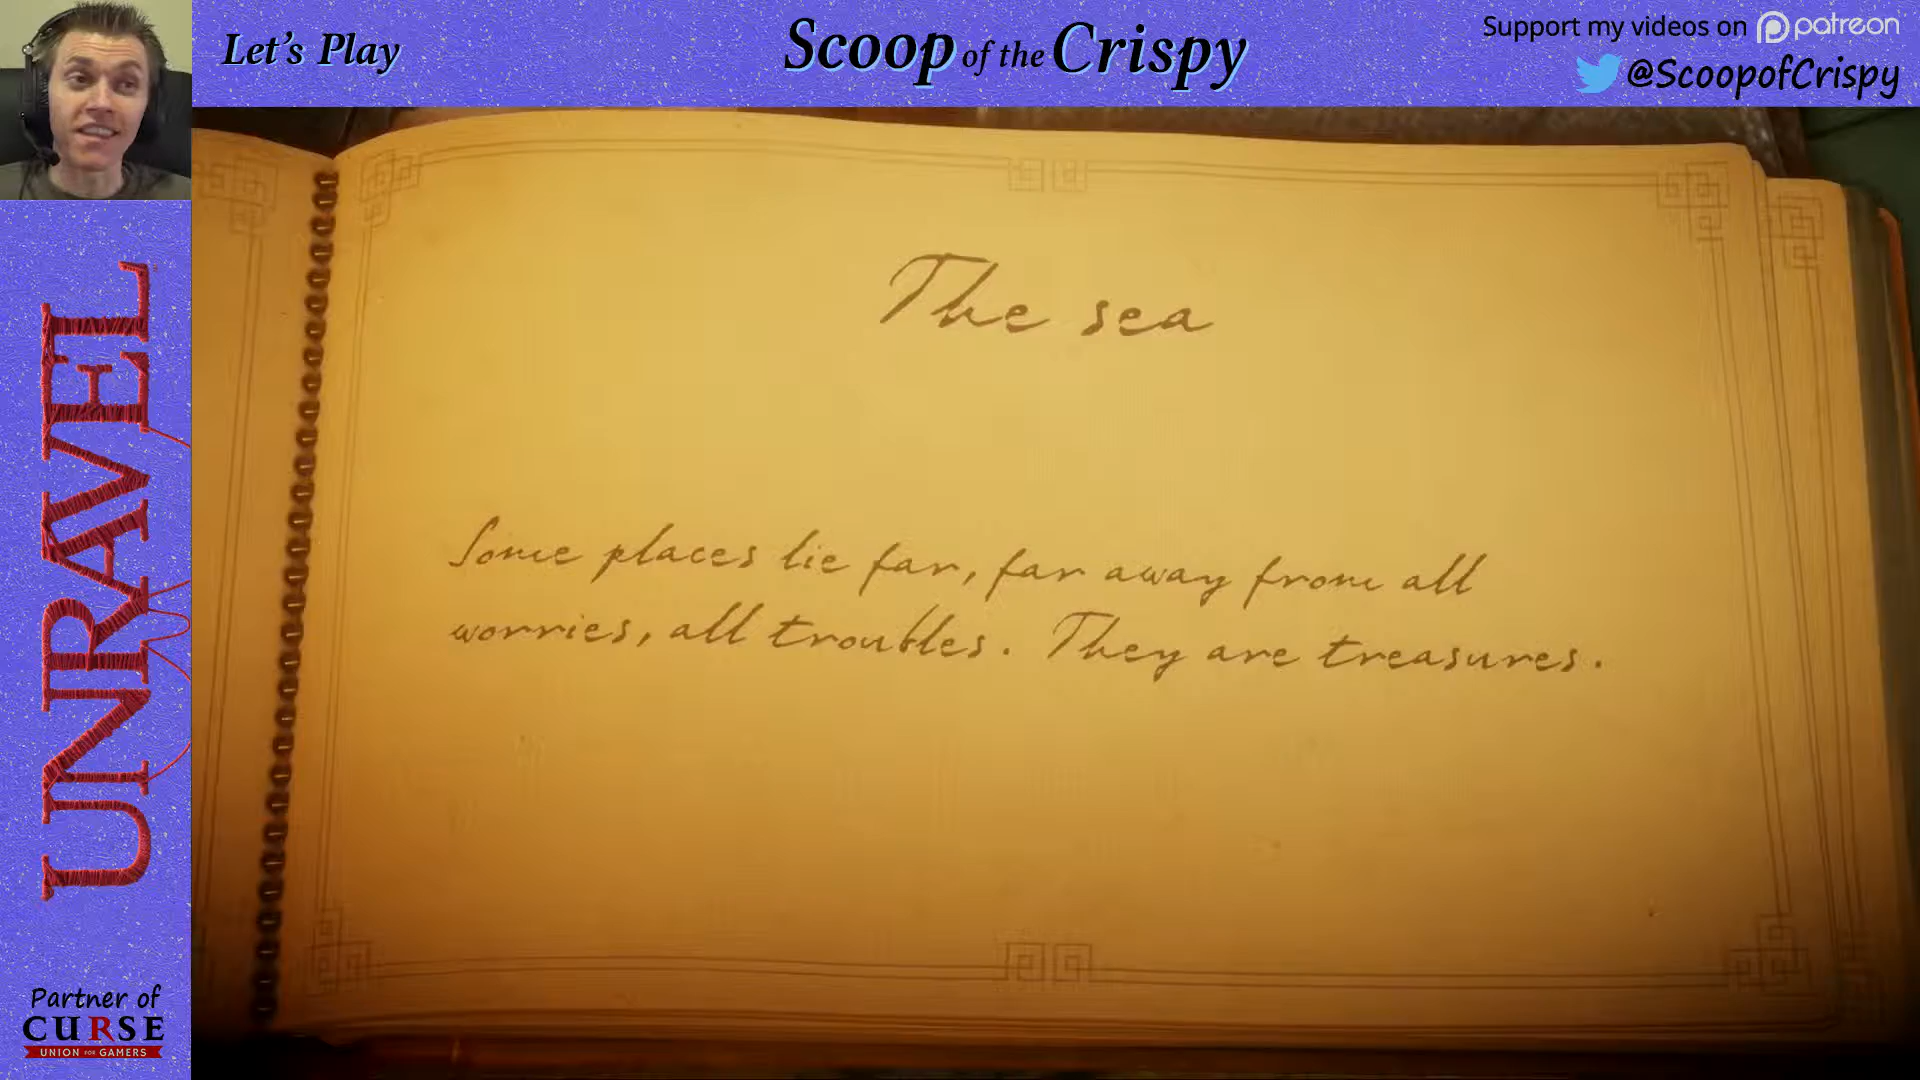 Let's Play
Scoop of the Crispy
Support my videos on patreon
@ScoopofCrispy
UNRAVEL
The sea
Some places lie far, far away from all
worries, all troubles. They are treasures.
Partner of
CURSE
UNION FOR GAMERS